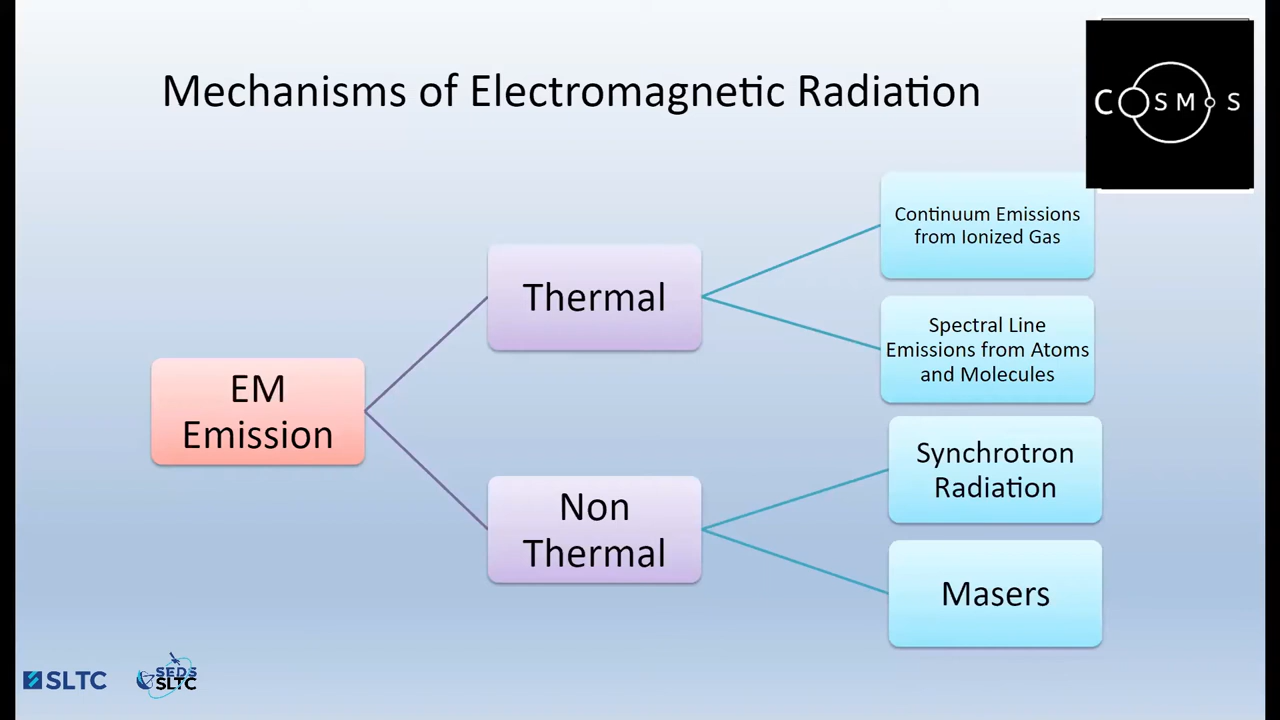 Mechanisms of Electromagnetic Radiation
COSMOS
Continuum Emissions
from Ionized Gas
Thermal
Spectral Line
Emissions from Atoms
and Molecules
EM
Emission
Synchrotron
Radiation
Non
Thermal
Masers
SLTC
SEDS
SLTC